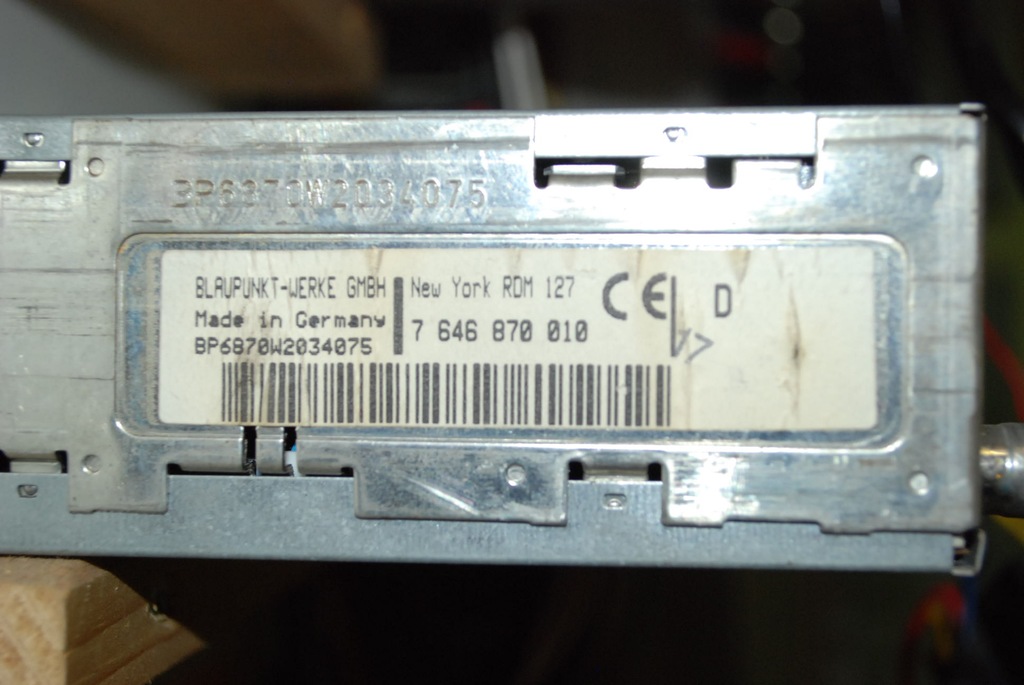 BP6870W2034075
BLAUPUNKT-WERKE GMBH
Made in Germany
BP6870W2034075
New York RDM 127
7 646 870 010
CE
D